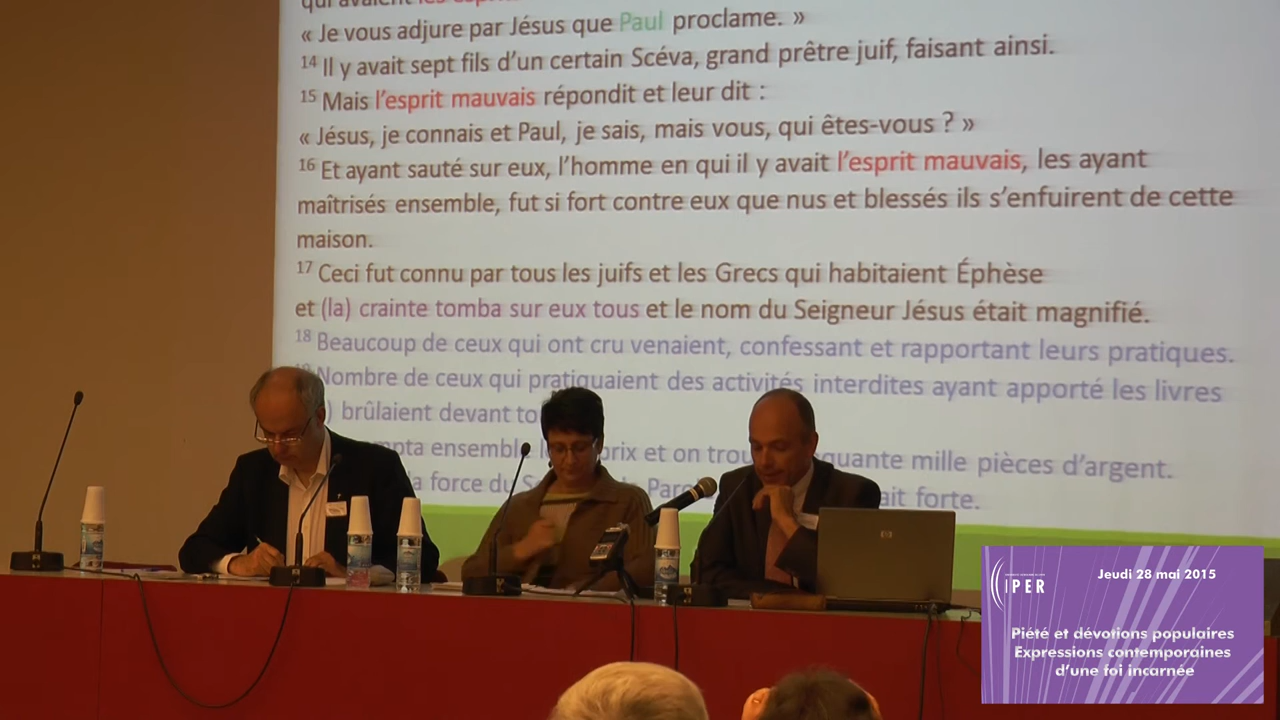 qui avaient les
« Je vous adjure par Jésus que Paul proclame. »
14 Il y avait sept fils d'un certain Scéva, grand prêtre juif, faisant ainsi.
15 Mais l'esprit mauvais répondit et leur dit :
« Jésus, je connais et Paul, je sais, mais vous, qui êtes-vous ? »
16 Et ayant sauté sur eux, l'homme en qui il y avait l'esprit mauvais, les ayant
maîtrisés ensemble, fut si fort contre eux que nus et blessés ils s'enfuirent de cette
maison.
17 Ceci fut connu par tous les juifs et les Grecs qui habitaient Éphèse
et (la) crainte tomba sur eux tous et le nom du Seigneur Jésus était magnifié.
18 Beaucoup de ceux qui ont cru venaient, confessant et rapportant leurs pratiques.
Nombre de ceux qui pratiquaient des activités interdites ayant apporté les livres
) brûlaient devant
ensemble prix et on mille pièces d'argent.
la force du forte.
hp
IPER
Jeudi 28 mai 2015
Piété et dévotions populaires
Expressions contemporaines
d'une foi incarnée